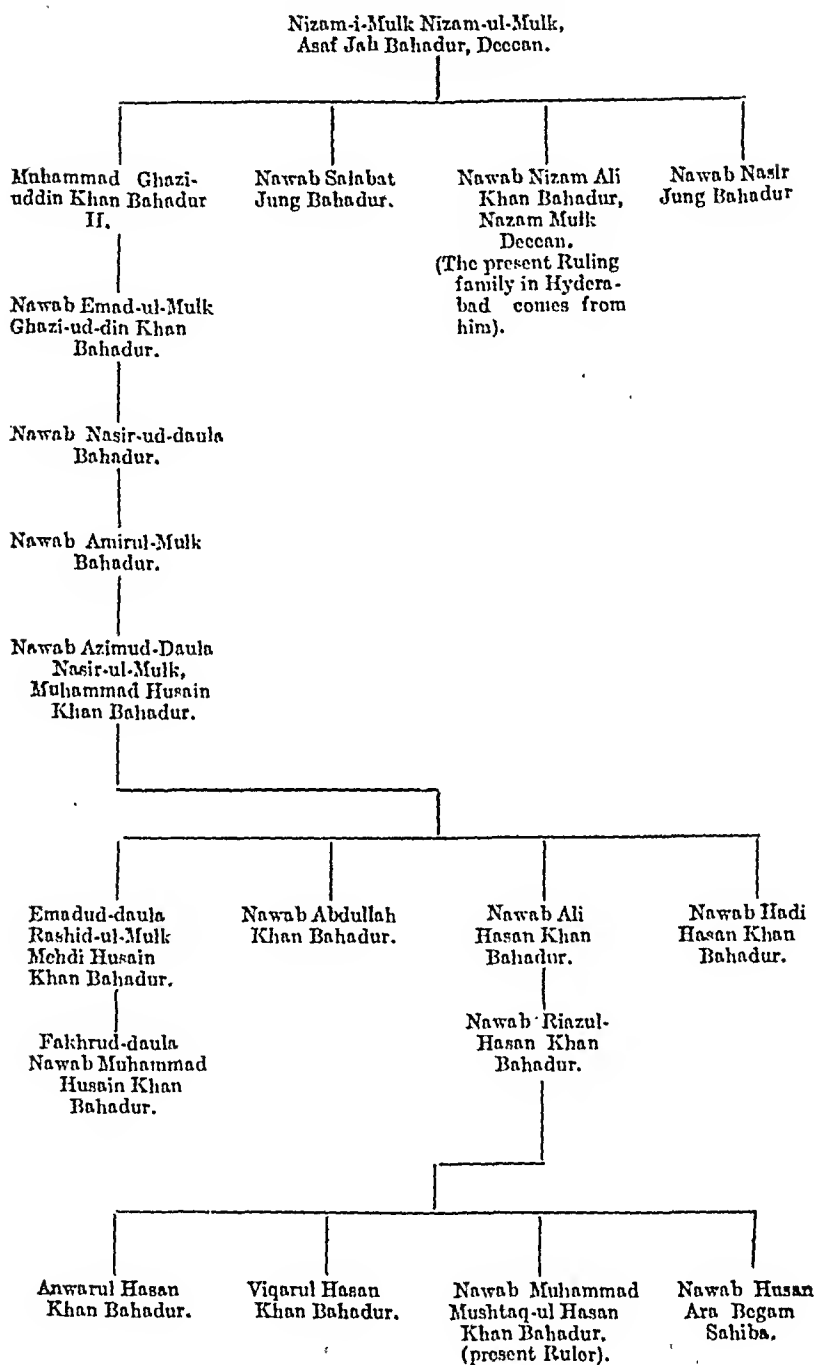 Nizam-i-Mulk Nizam-ul-Mulk,
Asaf Jah Bahadur, Deccan.
Muhammad Ghazi-
uddin Khan Bahadur
II.
Nawab Salabat
Jung Bahadur.
Nawab Nizam Ali
Khan Bahadur,
Nazam Mulk
Deccan.
(The present Ruling
family in Hydera-
bad comes from
him).
Nawab Nasir
Jung Bahadur
Nawab Emad-ul-Mulk
Ghazi-ud-din Khan
Bahadur.
Nawab Nasir-ud-daula
Bahadur.
Nawab Amirul-Mulk
Bahadur.
Nawab Azimud-Daula
Nasir-ul-Mulk,
Muhammad Husain
Khan Bahadur.
Emadud-daula
Rashid-ul-Mulk
Mehdi Husain
Khan Bahadur.
Nawab Abdullah
Khan Bahadur.
Nawab Ali
Hasan Khan
Bahadur.
Nawab Hadi
Hasan Khan
Bahadur.
Fakhrud-daula
Nawab Muhammad
Husain Khan
Bahadur.
Nawab Riazul-
Hasan Khan
Bahadur.
Anwarul Hasan
Khan Bahadur.
Viqarul Hasan
Khan Bahadur.
Nawab Muhammad
Mushtaq-ul Hasan
Khan Bahadur.
(present Rulor).
Nawab Husan
Ara Begam
Sahiba.